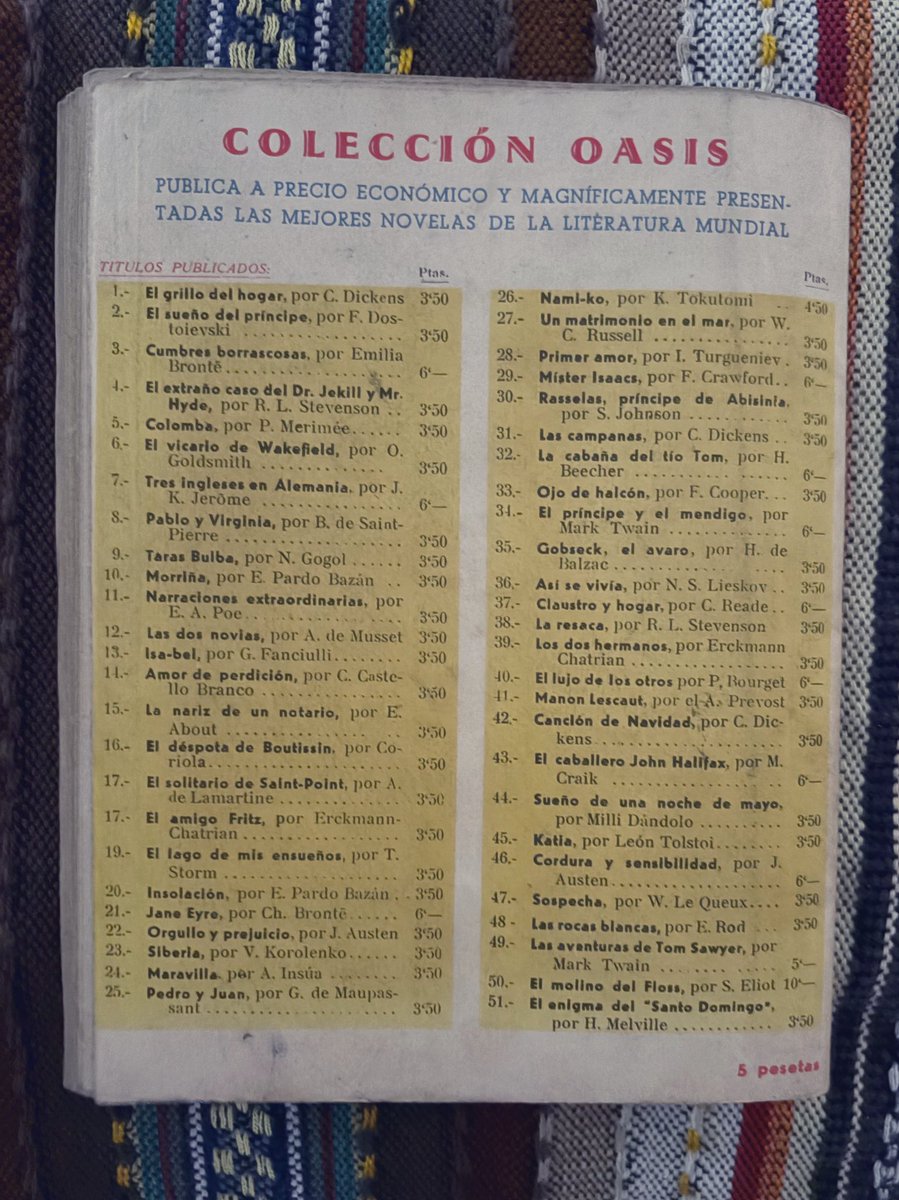 COLECCIÓN OASIS
PUBLICA A PRECIO ECONÓMICO Y MAGNÍFICAMENTE PRESEN-
TADAS LAS MEJORES NOVELAS DE LA LITERATURA MUNDIAL
TITULOS PUBLICADOS:
Ptas.
1.- El grillo del hogar, por C. Dickens 3'50
2.- El sueño del príncipe, por F. Dos-
toievski .................. 3'50
3.- Cumbres borrascosas, por Emilia
Brontë .................. 6'—
4.- El extraño caso del Dr. Jekill y Mr.
Hyde, por R. L. Stevenson .. 3'50
5.- Colomba, por P. Merimée...... 3'50
6.- El vicario de Wakefield, por O.
Goldsmith .............. 3'50
7.- Tres ingleses en Alemania, por J.
K. Jerôme .............. 6'—
8.- Pablo y Virginia, por B. de Saint-
Pierre .................. 3'50
9.- Taras Bulba, por N. Gogol ...... 3'50
10.- Morriña, por E. Pardo Bazán .. 3'50
11.- Narraciones extraordinarias, por
E. A. Poe.................. 3'50
12.- Las dos novias, por A. de Musset 3'50
13.- Isa-bel, por G. Fanciulli........ 3'50
14.- Amor de perdición, por C. Caste-
llo Branco .............. 3'50
15.- La nariz de un notario, por E.
About .................. 3'50
16.- El déspota de Boutissin, por Co-
riola.................. 3'50
17.- El solitario de Saint-Point, por A.
de Lamartine ............ 3'50
17.- El amigo Fritz, por Erckmann-
Chatrian ................ 3'50
19.- El lago de mis ensueños, por T.
Storm .................. 3'50
20.- Insolación, por E. Pardo Bazán .. 3'50
21.- Jane Eyre, por Ch. Brontë ...... 6'—
22.- Orgullo y prejuicio, por J. Austen 3'50
23.- Siberia, por V. Korolenko...... 3'50
24.- Maravilla, por A. Insúa ........ 3'50
25.- Pedro y Juan, por G. de Maupas-
sant .................... 3'50
Ptas.
26.- Nami-ko, por K. Tokutomi .. 4'50
27.- Un matrimonio en el mar, por W.
C. Russell ................ 3'50
28.- Primer amor, por I. Turgueniev . 3'50
29.- Míster Isaacs, por F. Crawford.. 6'—
30.- Rasselas, príncipe de Abisinia,
por S. Johnson ........... 3'50
31.- Las campanas, por C. Dickens .. 3'50
32.- La cabaña del tío Tom, por H.
Beecher ................ 6'—
33.- Ojo de halcón, por F. Cooper... 3'50
34.- El príncipe y el mendigo, por
Mark Twain .............. 6'—
35.- Gobseck, el avaro, por H. de
Balzac .................. 3'50
36.- Así se vivía, por N. S. Lieskov .. 3'50
37.- Claustro y hogar, por C. Reade .. 6'—
38.- La resaca, por R. L. Stevenson 3'50
39.- Los dos hermanos, por Erckmann
Chatrian ................ 3'50
40.- El lujo de los otros por P. Bourget 6'—
41.- Manon Lescaut, por el A. Prevost 3'50
42.- Canción de Navidad, por C. Dic-
kens .................... 3'50
43.- El caballero John Halifax, por M.
Craik .................. 6'—
44.- Sueño de una noche de mayo,
por Milli Dàndolo ........ 3'50
45.- Katia, por León Tolstoi........ 3'50
46.- Cordura y sensibilidad, por J.
Austen.................. 6'—
47.- Sospecha, por W. Le Queux.... 3'50
48 - Las rocas blancas, por E. Rod ... 3'50
49.- Las aventuras de Tom Sawyer, por
Mark Twain .............. 5'—
50.- El molino del Floss, por S. Eliot 10'—
51.- El enigma del "Santo Domingo",
por H. Melville ........... 3'50
5 pesetas